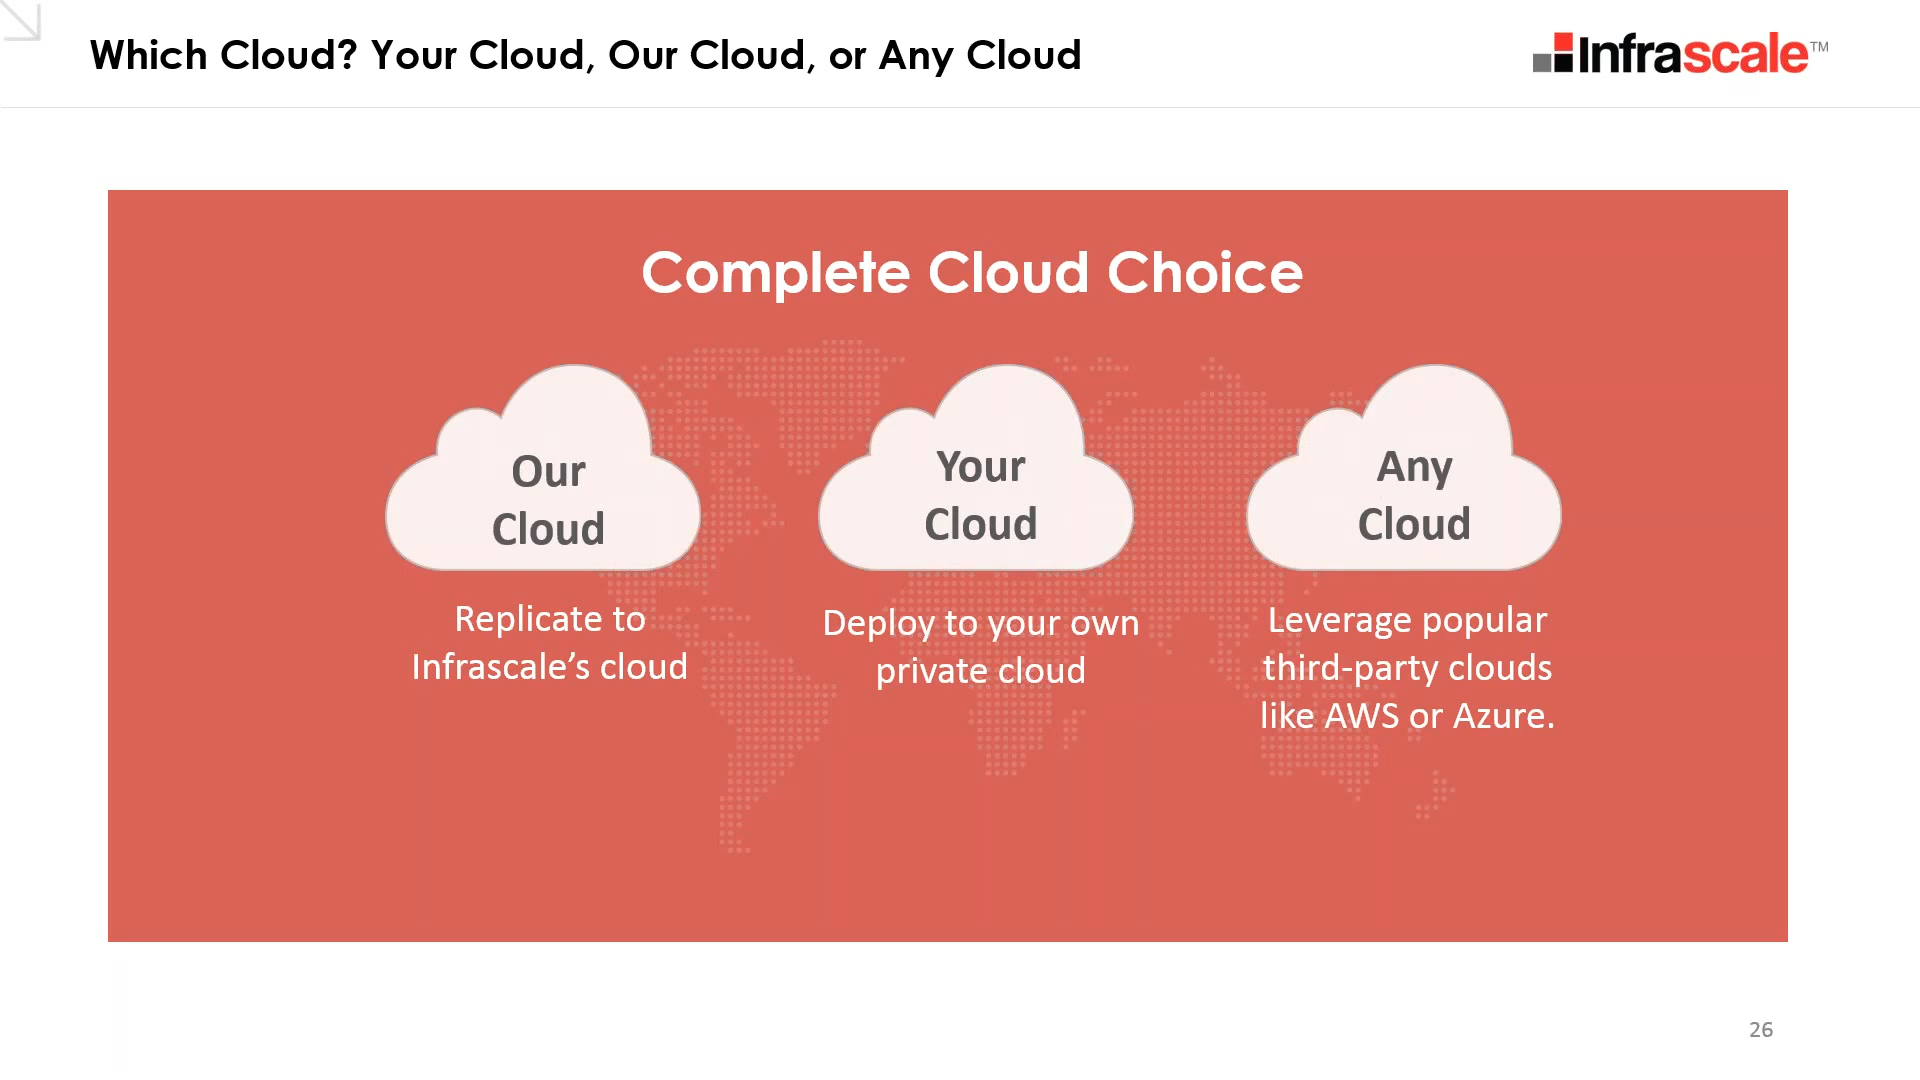 Which Cloud? Your Cloud, Our Cloud, or Any Cloud
Infrascale™
Complete Cloud Choice
Our
Cloud
Replicate to
Infrascale’s cloud
Your
Cloud
Deploy to your own
private cloud
Any
Cloud
Leverage popular
third-party clouds
like AWS or Azure.
26